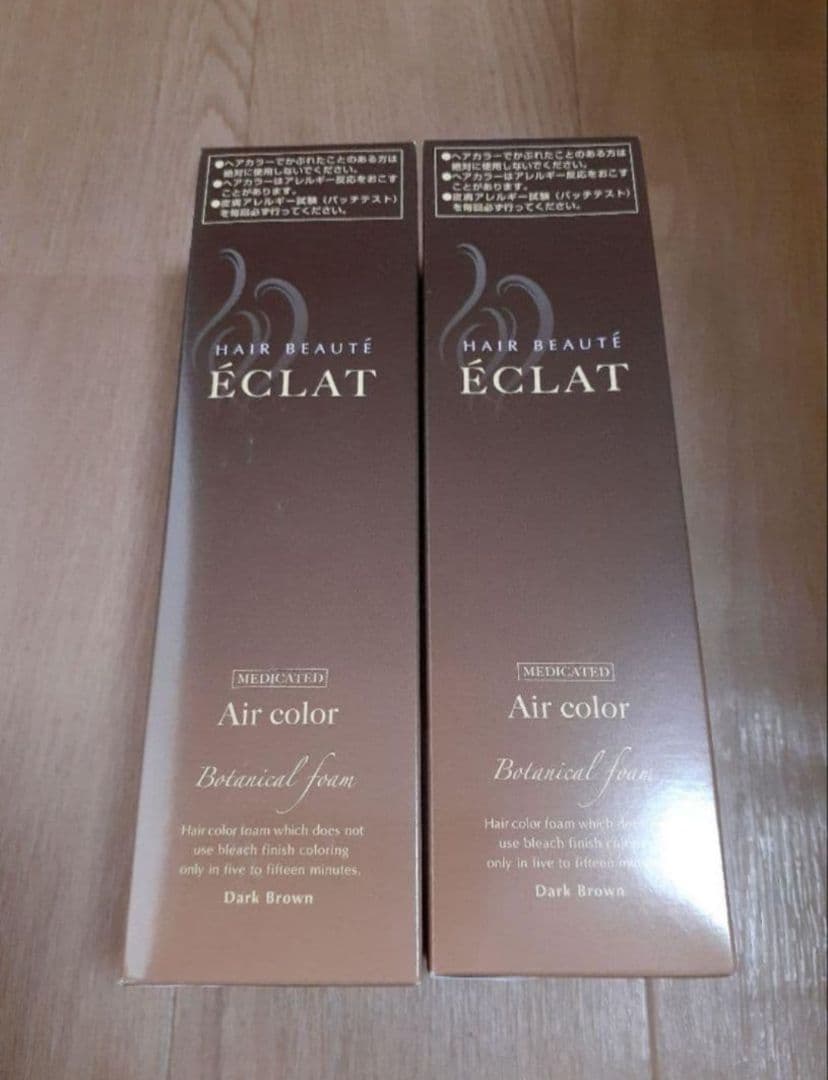 ●ヘアカラーでかぶれたことのある方は
絶対に使用しないでください。
●ヘアカラーはアレルギー反応をおこす
ことがあります。
●皮膚アレルギー試験(パッチテスト)
を毎回必ず行ってください。
HAIR BEAUTÉ
ÉCLAT
MEDICATED
Air color
Botanical foam
Hair color foam which does not
use bleach finish coloring
only in five to fifteen minutes.
Dark Brown
●ヘアカラーでかぶれたことのある方は
絶対に使用しないでください。
●ヘアカラーはアレルギー反応をおこす
ことがあります。
●皮膚アレルギー試験(パッチテスト)
を毎回必ず行ってください。
HAIR BEAUTÉ
ÉCLAT
MEDICATED
Air color
Botanical foam
Hair color foam which
use bleach finish
only in five to fifteen
Dark Brown